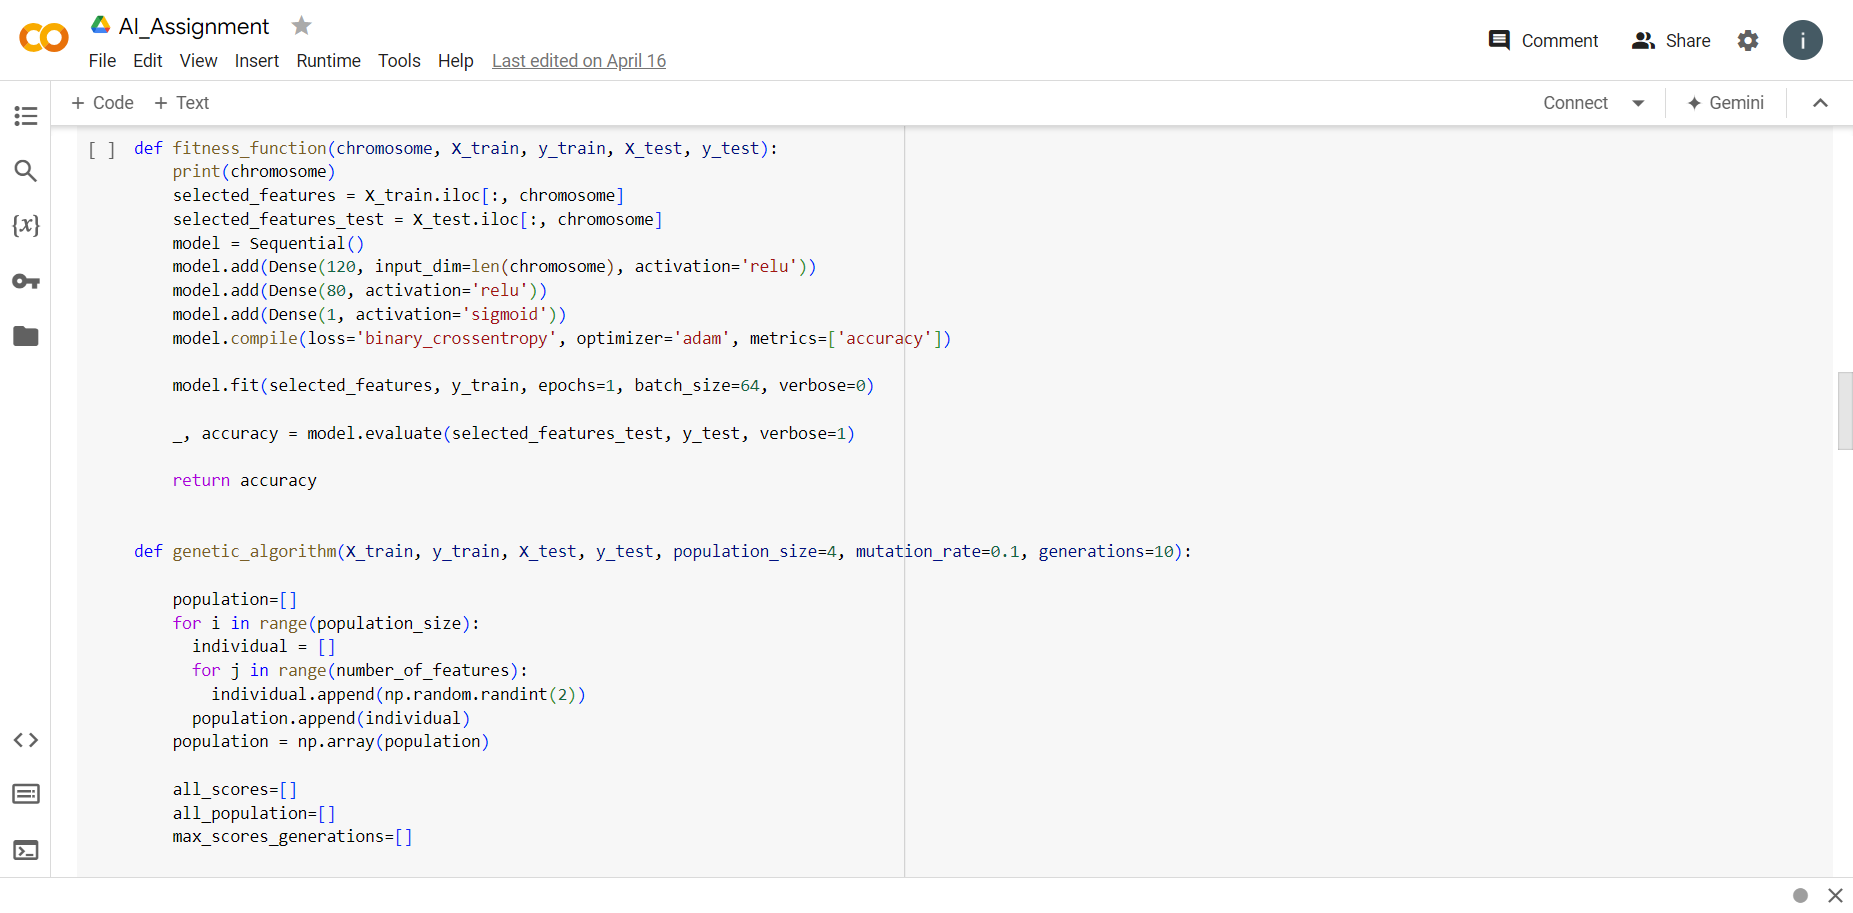 AI_Assignment
File Edit View Insert Runtime Tools Help Last edited on April 16
Comment Share i
+ Code + Text
Connect Gemini
[ ] def fitness_function(chromosome, X_train, y_train, X_test, y_test):
print(chromosome)
selected_features = X_train.iloc[:, chromosome]
selected_features_test = X_test.iloc[:, chromosome]
model = Sequential()
model.add(Dense(120, input_dim=len(chromosome), activation='relu'))
model.add(Dense(80, activation='relu'))
model.add(Dense(1, activation='sigmoid'))
model.compile(loss='binary_crossentropy', optimizer='adam', metrics=['accuracy'])
model.fit(selected_features, y_train, epochs=1, batch_size=64, verbose=0)
_, accuracy = model.evaluate(selected_features_test, y_test, verbose=1)
return accuracy
def genetic_algorithm(X_train, y_train, X_test, y_test, population_size=4, mutation_rate=0.1, generations=10):
population=[]
for i in range(population_size):
individual = []
for j in range(number_of_features):
individual.append(np.random.randint(2))
population.append(individual)
population = np.array(population)
all_scores=[]
all_population=[]
max_scores_generations=[]
{x}